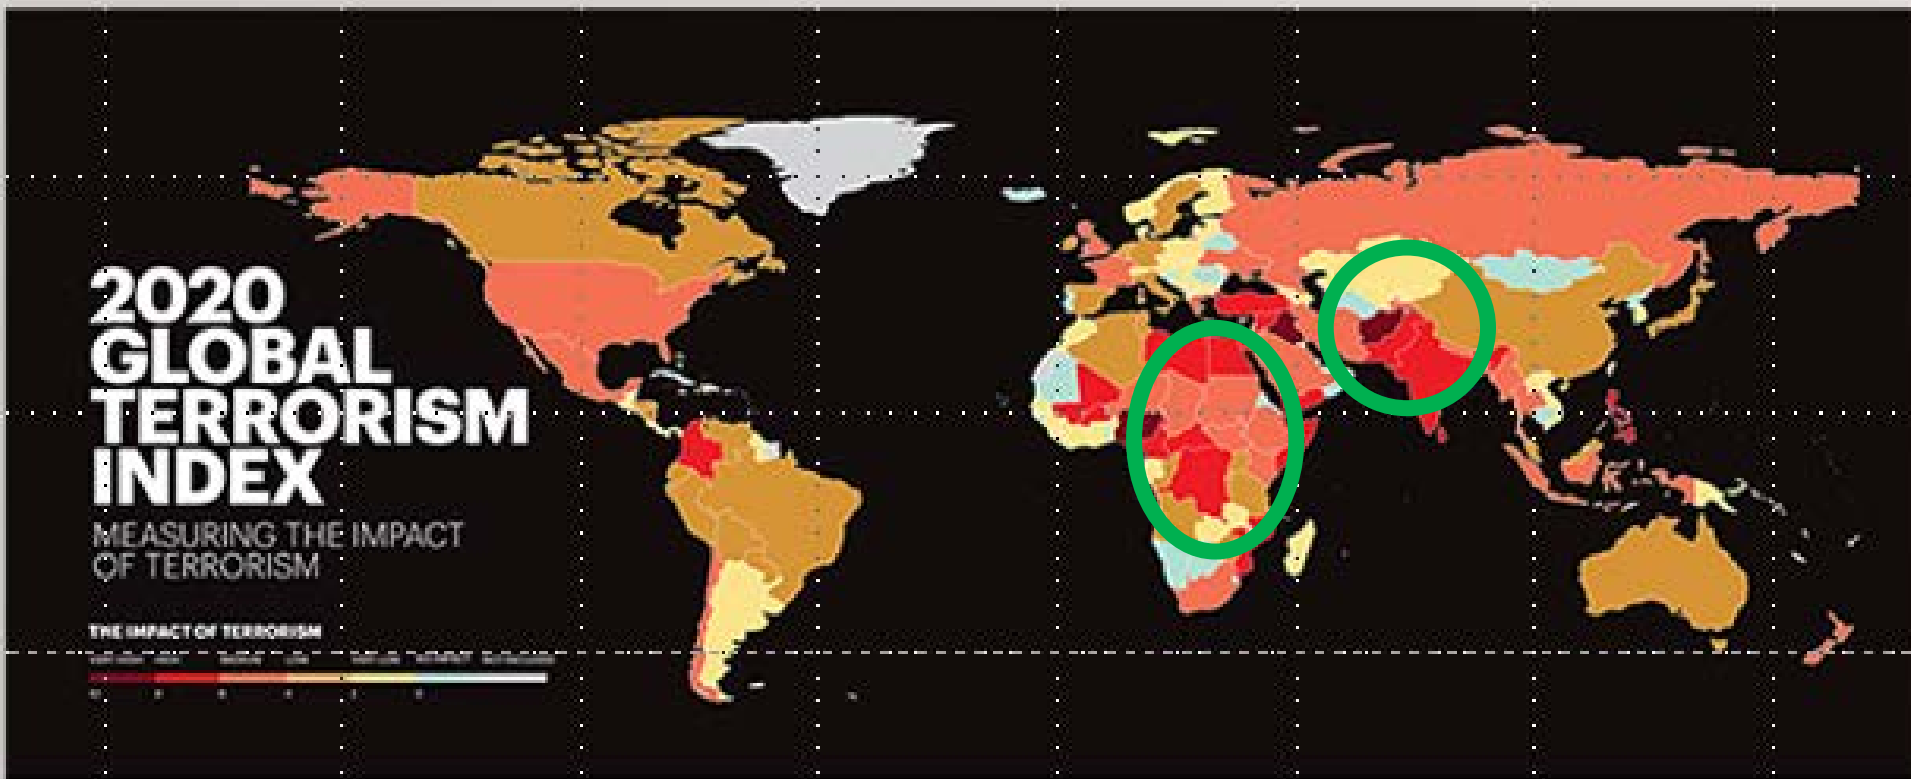 2020
GLOBAL
TERRORISM
INDEX
MEASURING THE IMPACT
OF TERRORISM
THE IMPACT OF TERRORISM